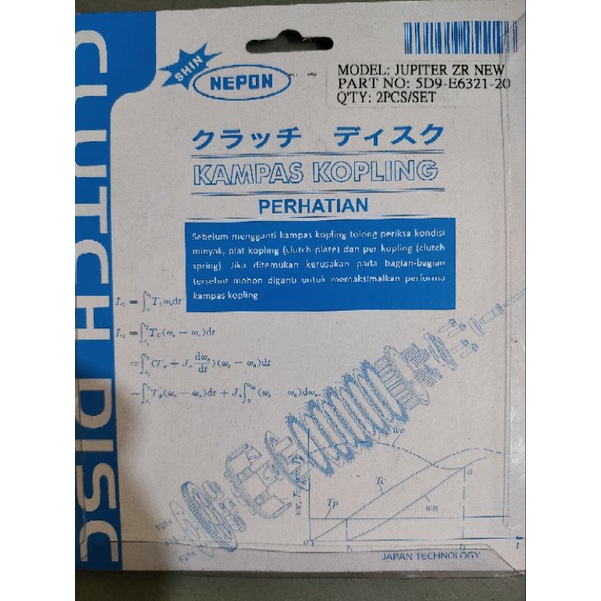 CLUTCH DISC
SHIN
NEPON
MODEL: JUPITER ZR NEW
PART NO: 5D9-E6321-20
Q'TY: 2PCS/SET
クラッチ ディスク
KAMPAS KOPLING
PERHATIAN
Sebelum mengganti kampas kopling tolong periksa kondisi
minyak, plat kopling (clutch plate) dan per kopling (clutch
spring). Jika ditemukan kerusakan pada bagian-bagian
tersebut mohon diganti untuk memaksimalkan performa
kampas kopling
Tp
Tc
JAPAN TECHNOLOGY